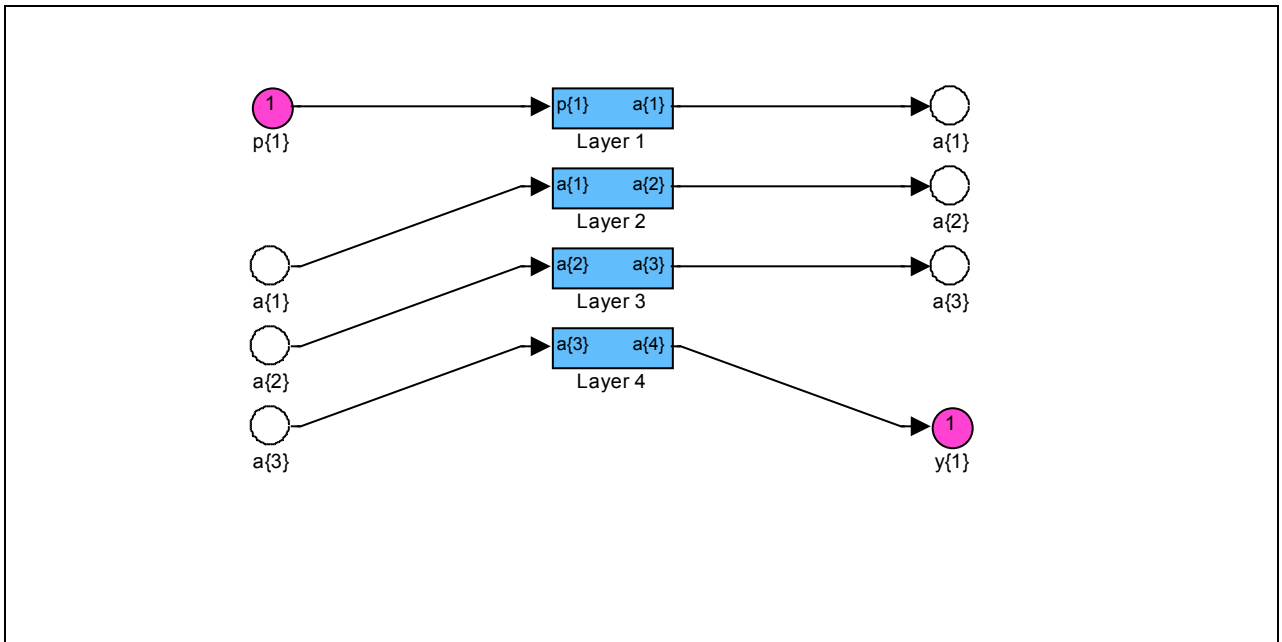 1
p{1}
p{1} a{1}
Layer 1
a{1}
a{1} a{2}
Layer 2
a{2}
a{1}
a{2} a{3}
Layer 3
a{3}
a{2}
a{3} a{4}
Layer 4
a{3}
1
y{1}